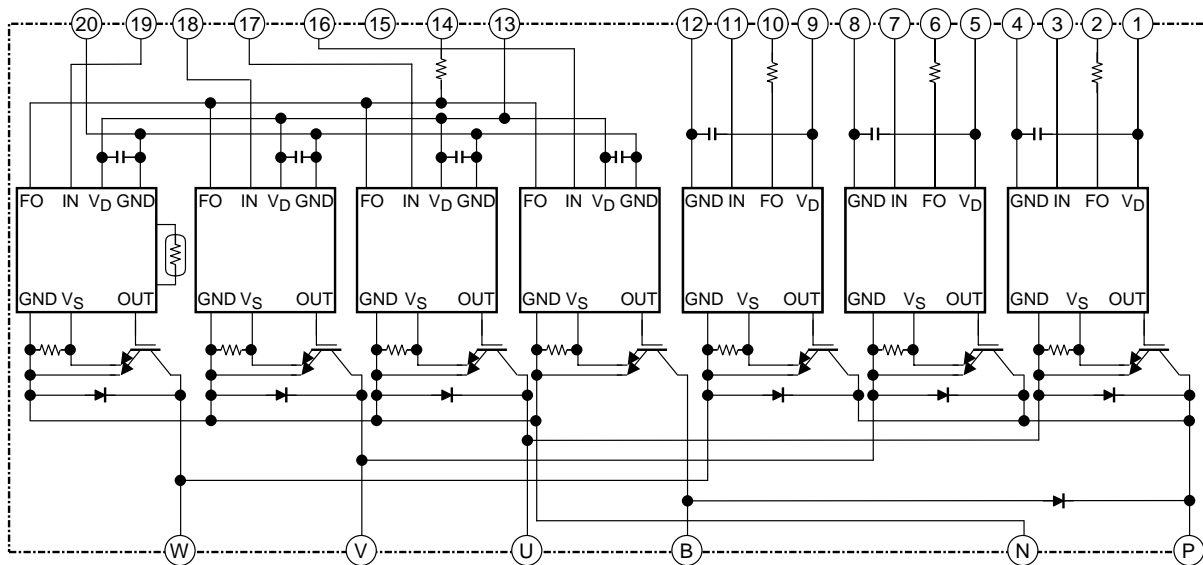 20 19 18 17 16 15 14 13 12 11 10 9 8 7 6 5 4 3 2 1
FO IN VD GND FO IN VD GND FO IN VD GND FO IN VD GND GND IN FO VD GND IN FO VD GND IN FO VD
GND VS OUT GND VS OUT GND VS OUT GND VS OUT GND VS OUT GND VS OUT GND VS OUT
W V U B N P